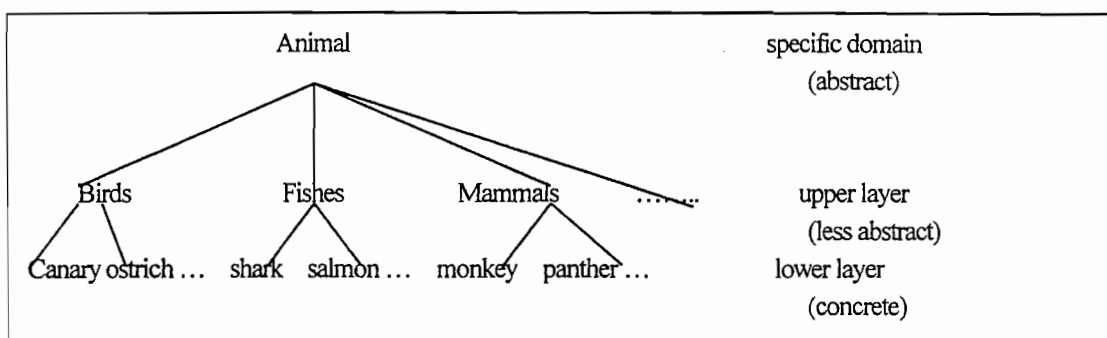 Animal specific domain
(abstract)
Birds Fishes Mammals ........ upper layer
(less abstract)
Canary ostrich ... shark salmon ... monkey panther ... lower layer
(concrete)